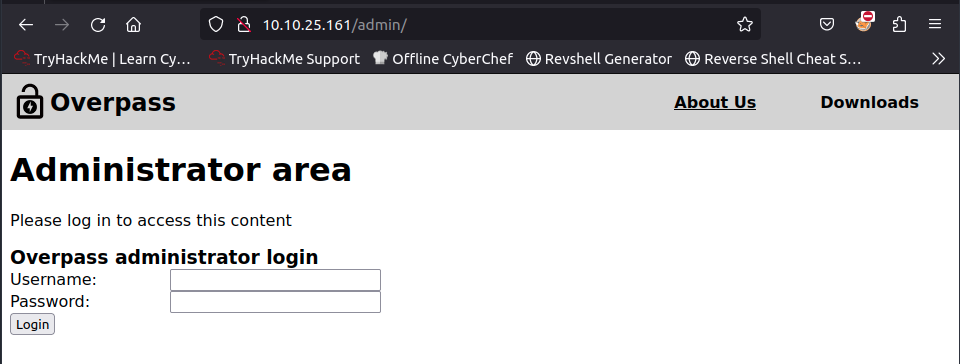 10.10.25.161/admin/
TryHackMe | Learn Cy… TryHackMe Support Offline CyberChef Revshell Generator Reverse Shell Cheat S…
Overpass About Us Downloads
Administrator area
Please log in to access this content
Overpass administrator login
Username:
Password:
Login